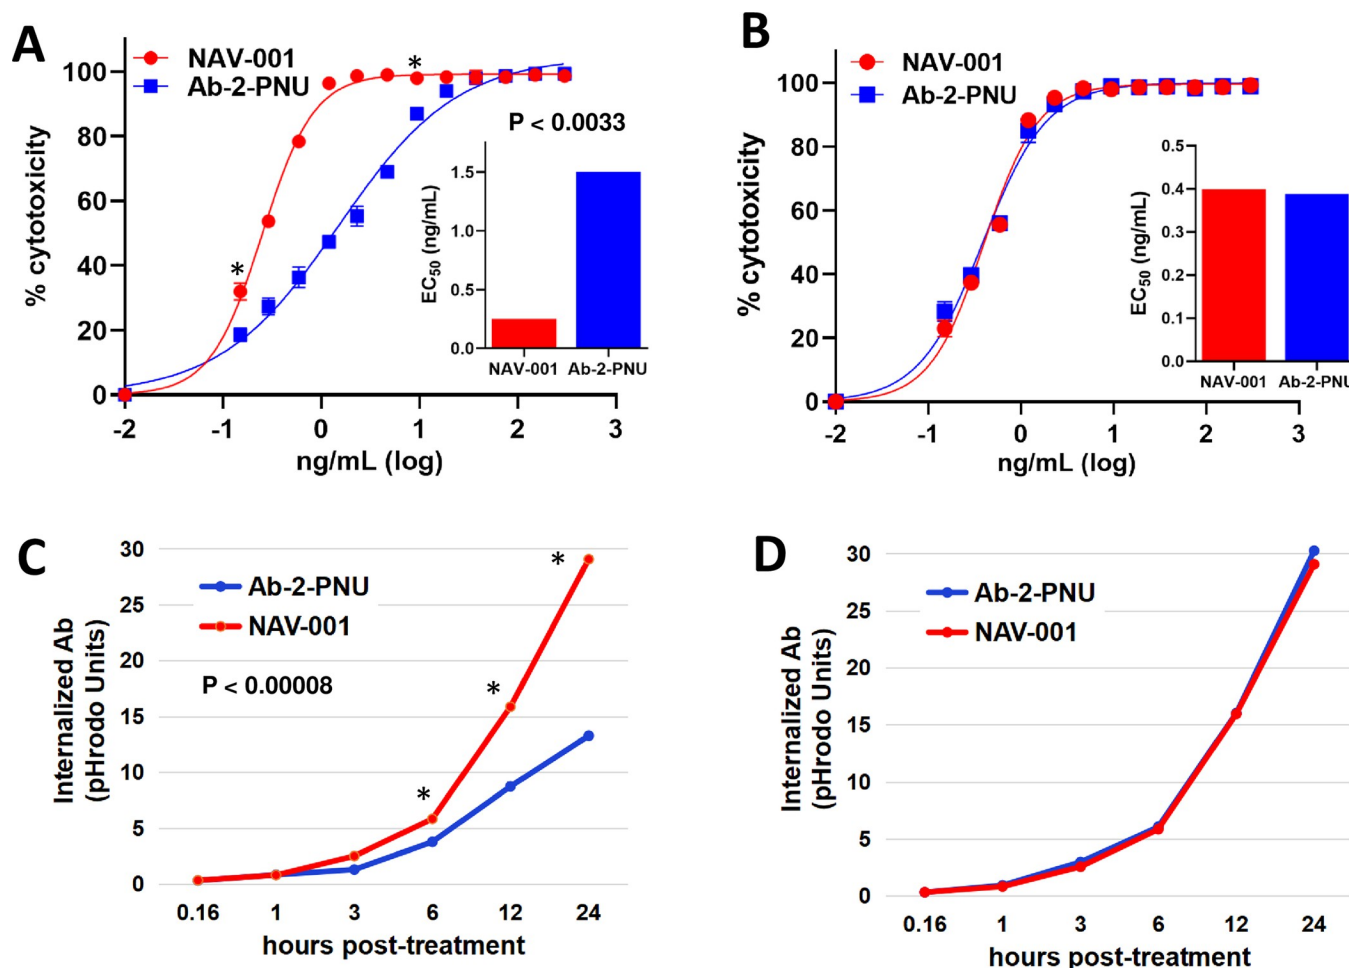 A
NAV-001
Ab-2-PNU
*
*
P < 0.0033
100
80
60
40
20
0
% cytotoxicity
-2
-1
0
1
2
3
ng/mL (log)
1.5
1.0
0.5
0.0
EC50 (ng/mL)
NAV-001
Ab-2-PNU
B
NAV-001
Ab-2-PNU
100
80
60
40
20
0
% cytotoxicity
-2
-1
0
1
2
3
ng/mL (log)
0.5
0.4
0.3
0.2
0.1
0.0
EC50 (ng/mL)
NAV-001
Ab-2-PNU
C
Ab-2-PNU
NAV-001
P < 0.00008
*
*
*
30
25
20
15
10
5
0
Internalized Ab
(pHrodo Units)
0.16
1
3
6
12
24
hours post-treatment
D
Ab-2-PNU
NAV-001
30
25
20
15
10
5
0
Internalized Ab
(pHrodo Units)
0.16
1
3
6
12
24
hours post-treatment